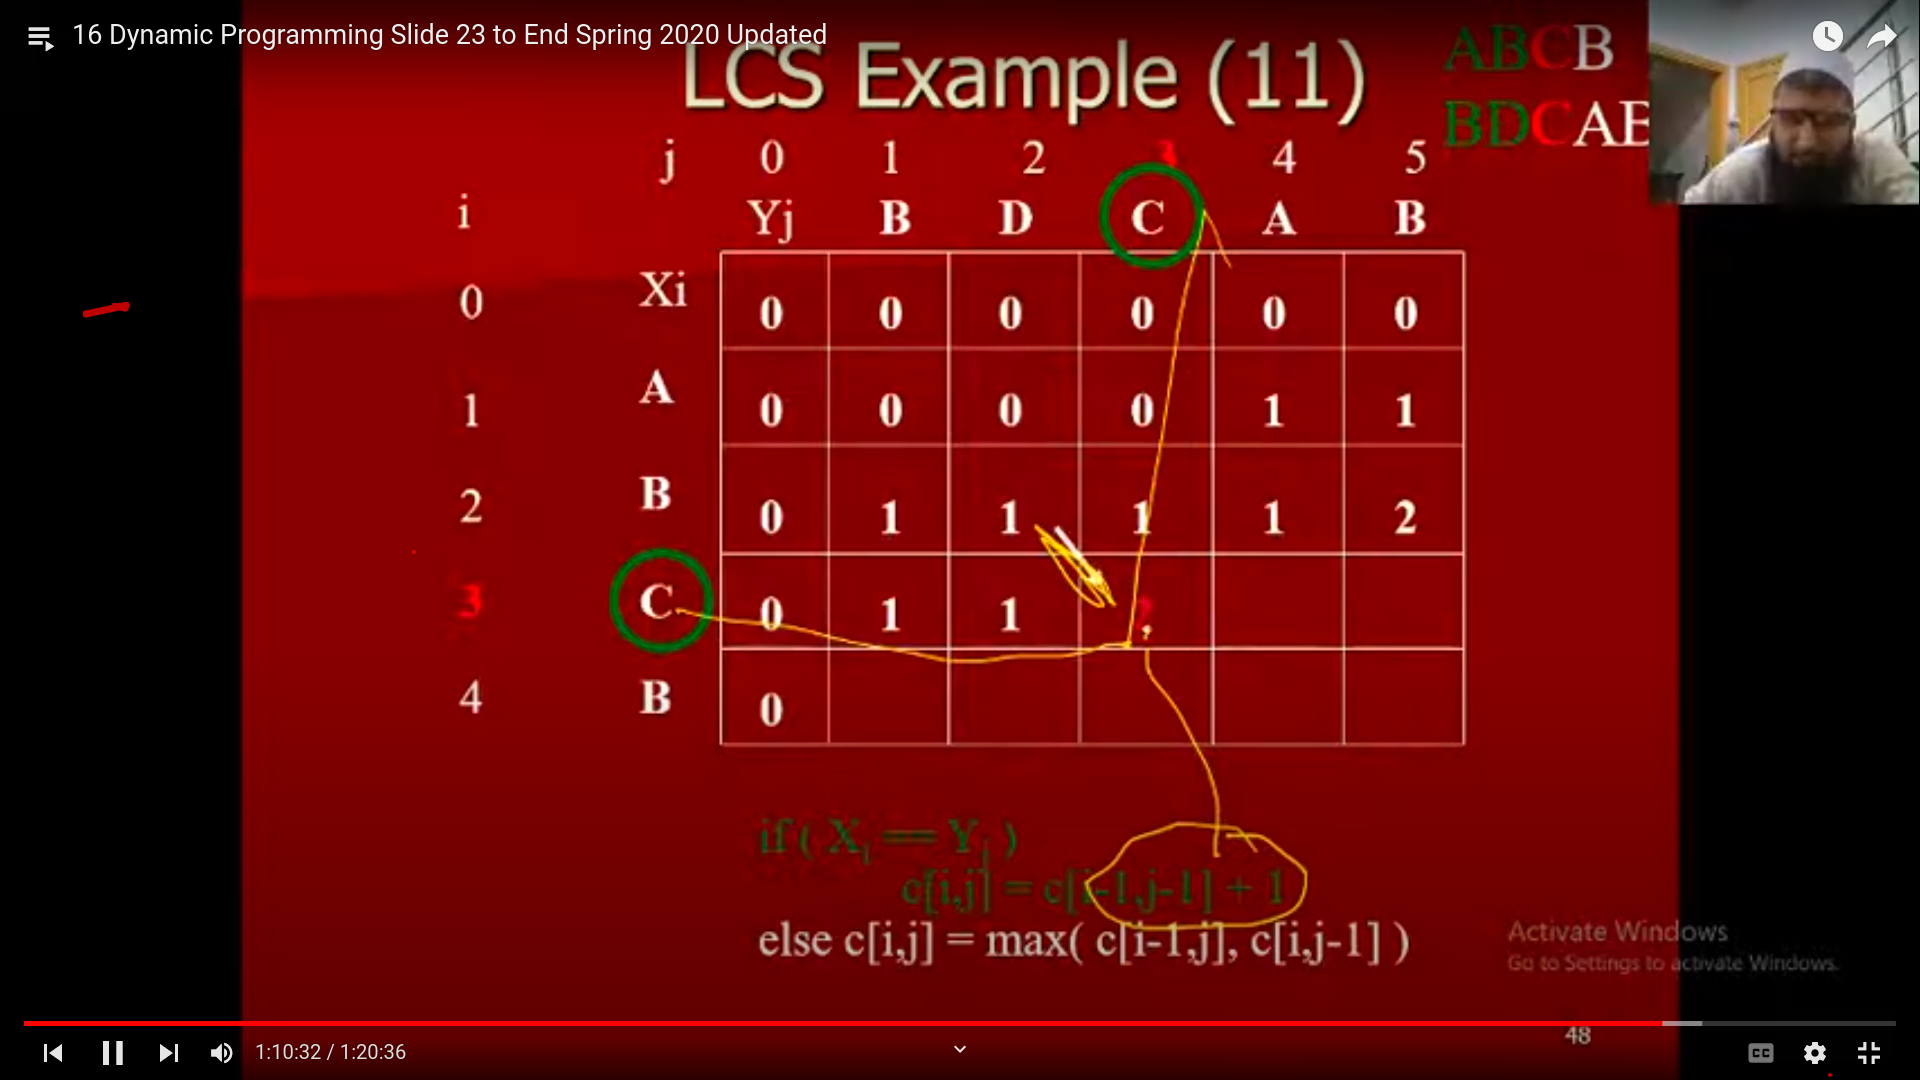 16 Dynamic Programming Slide 23 to End Spring 2020 Updated
LCS Example (11)
ABCB
BDCAB
j 0 1 2 3 4 5
i Yj B D C A B
0 Xi 0 0 0 0 0 0
1 A 0 0 0 0 1 1
2 B 0 1 1 1 1 2
3 C 0 1 1
4 B 0
if ( Xi == Yj )
c[i,j] = c[i-1,j-1] + 1
else c[i,j] = max( c[i-1,j], c[i,j-1] )
Activate Windows
Go to Settings to activate Windows.
48
1:10:32 / 1:20:36
CC